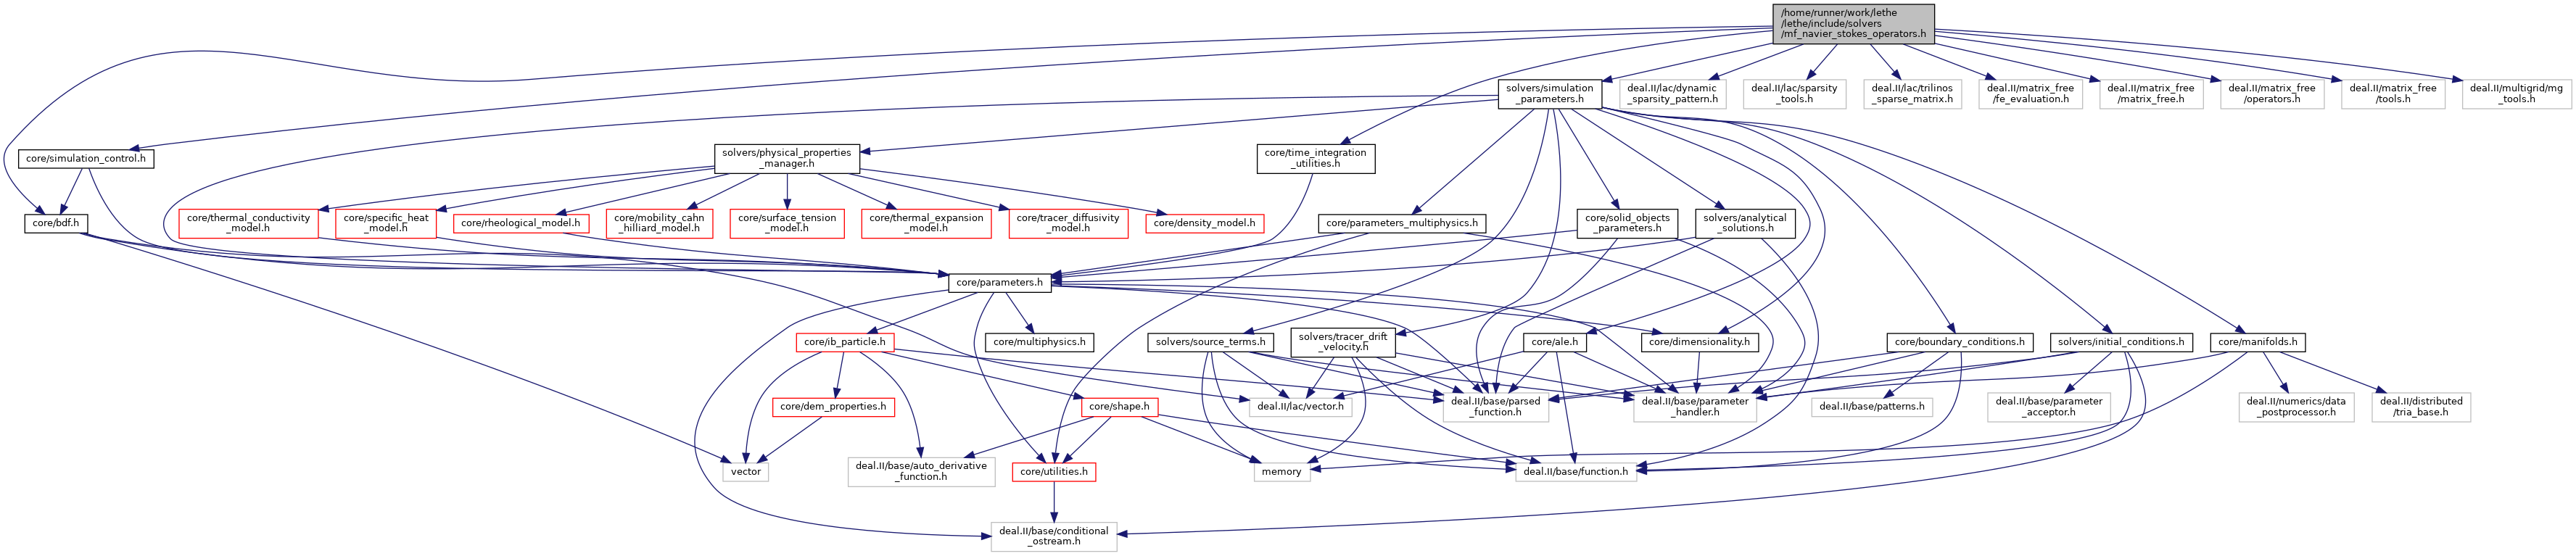 /home/runner/work/lethe
/lethe/include/solvers
/mf_navier_stokes_operators.h
solvers/simulation
_parameters.h
deal.II/lac/dynamic
_sparsity_pattern.h
deal.II/lac/sparsity
_tools.h
deal.II/lac/trilinos
_sparse_matrix.h
deal.II/matrix_free
/fe_evaluation.h
deal.II/matrix_free
/matrix_free.h
deal.II/matrix_free
/operators.h
deal.II/matrix_free
/tools.h
deal.II/multigrid/mg
_tools.h
core/simulation_control.h
solvers/physical_properties
_manager.h
core/time_integration
_utilities.h
core/bdf.h
core/thermal_conductivity
_model.h
core/specific_heat
_model.h
core/rheological_model.h
core/mobility_cahn
_hilliard_model.h
core/surface_tension
_model.h
core/thermal_expansion
_model.h
core/tracer_diffusivity
_model.h
core/density_model.h
core/parameters_multiphysics.h
core/solid_objects
_parameters.h
solvers/analytical
_solutions.h
core/parameters.h
core/ib_particle.h
core/multiphysics.h
solvers/source_terms.h
solvers/tracer_drift
_velocity.h
core/ale.h
core/dimensionality.h
core/boundary_conditions.h
solvers/initial_conditions.h
core/manifolds.h
core/dem_properties.h
core/shape.h
deal.II/lac/vector.h
deal.II/base/parsed
_function.h
deal.II/base/parameter
_handler.h
deal.II/base/patterns.h
deal.II/base/parameter
_acceptor.h
deal.II/numerics/data
_postprocessor.h
deal.II/distributed
/tria_base.h
vector
deal.II/base/auto_derivative
_function.h
core/utilities.h
memory
deal.II/base/function.h
deal.II/base/conditional
_ostream.h